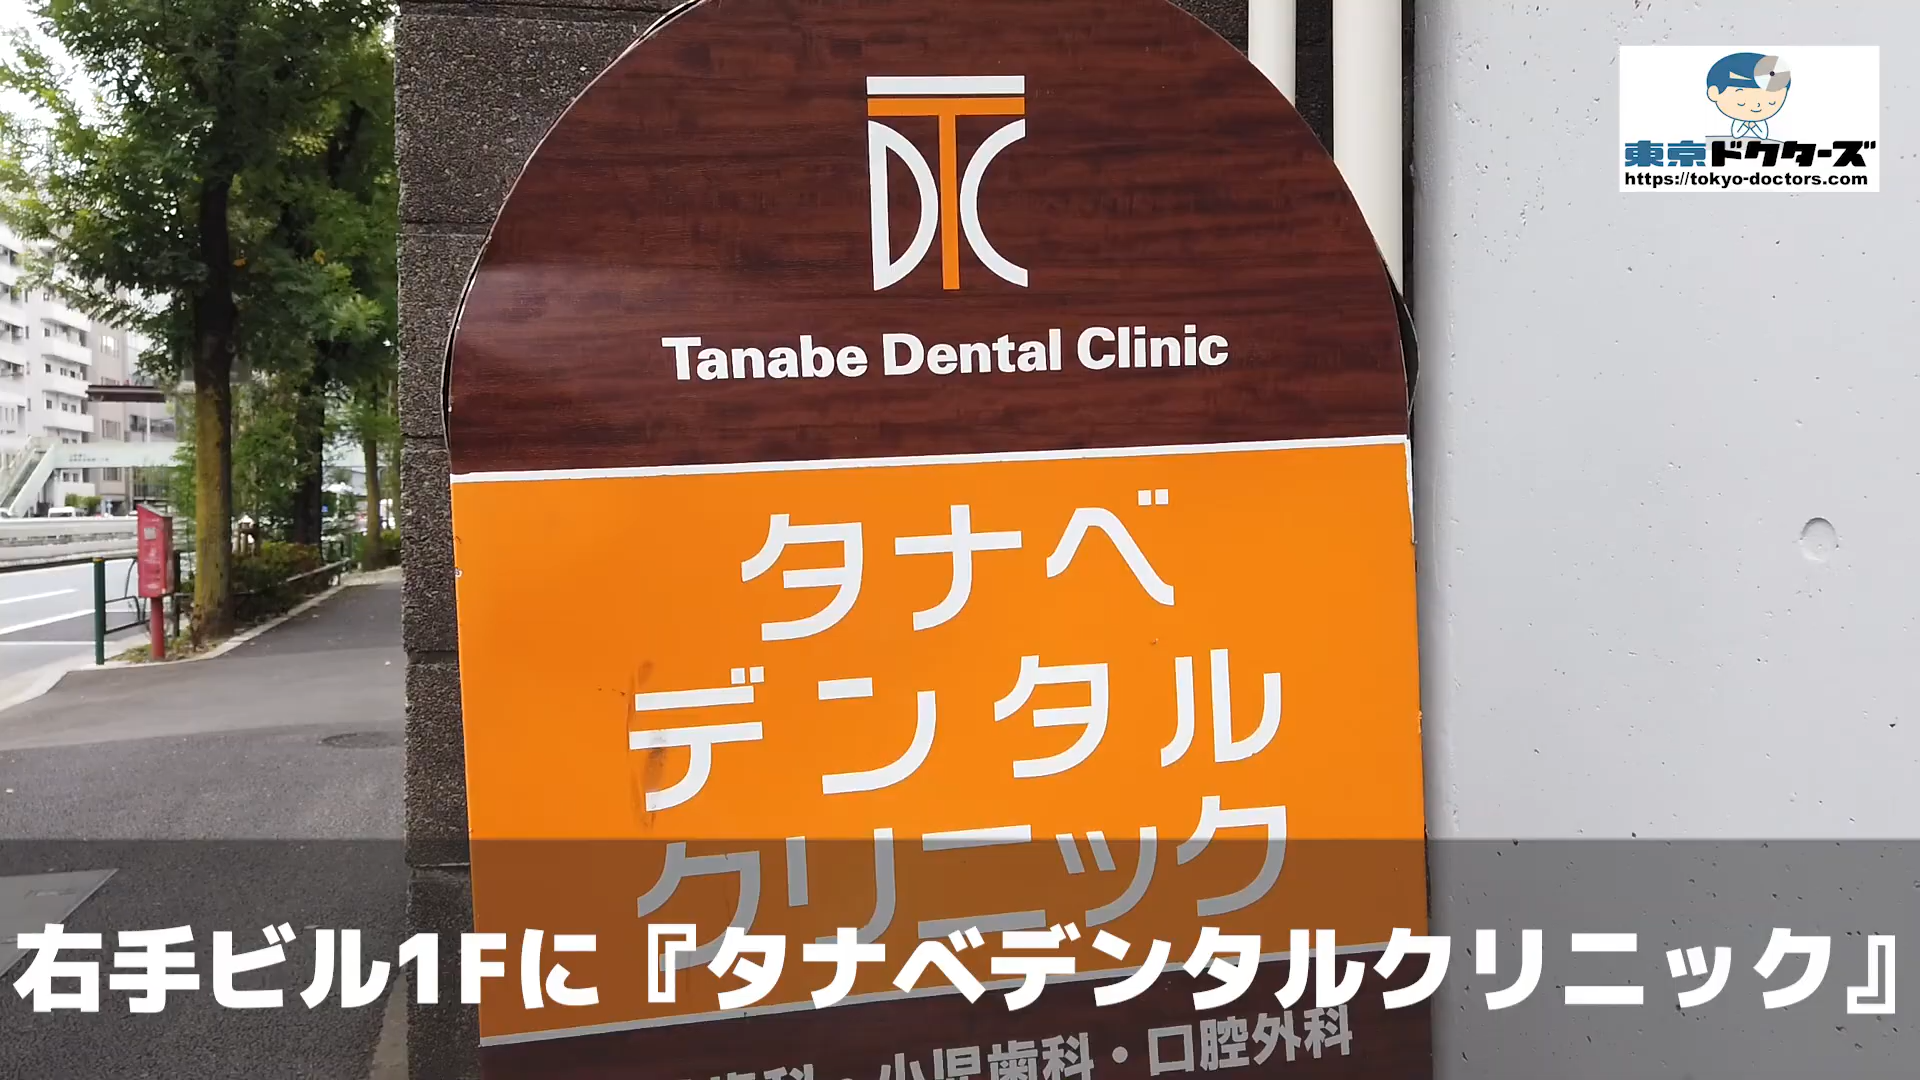 東京ドクターズ
https://tokyo-doctors.com
DTC
Tanabe Dental Clinic
タナベ
デンタル
クリニック
右手ビル1Fに『タナベデンタルクリニック』
歯科・小児歯科・口腔外科